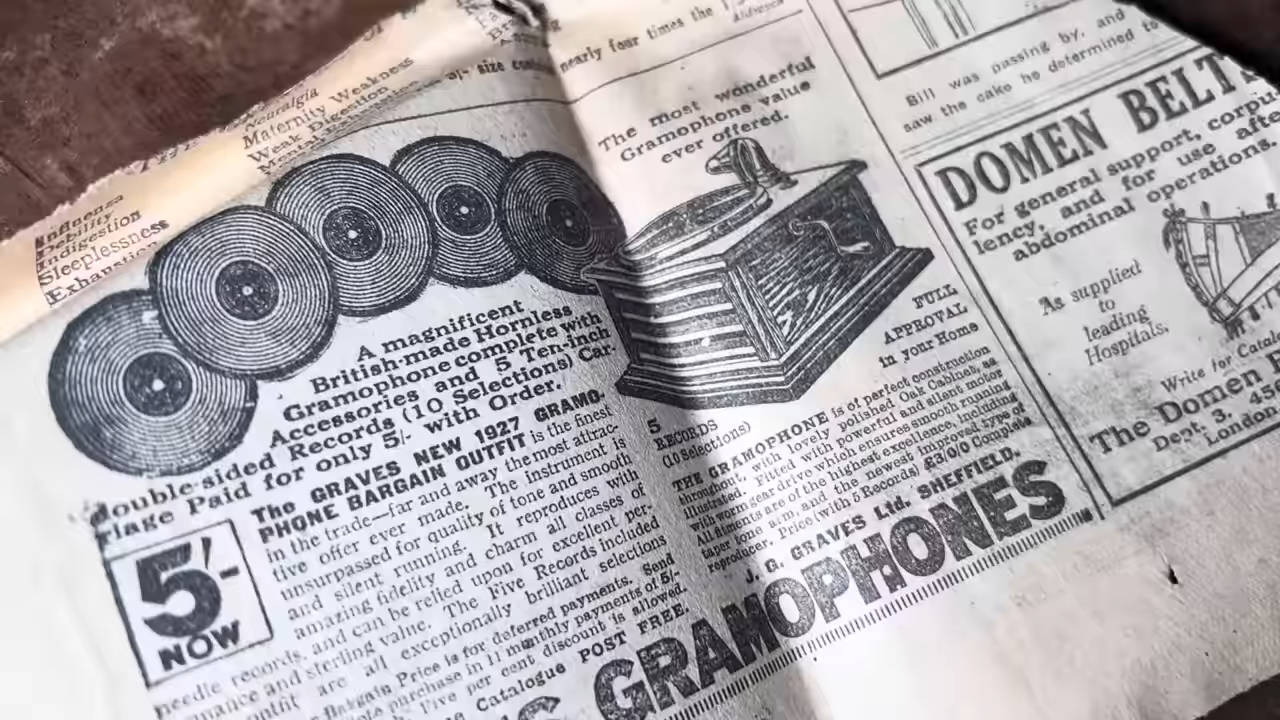 nearly four times the
size
Neuralgia
Maternity Weakness
Weak Digestion
Influenza
Debility
Indigestion
Sleeplessness
Exhaustion
A magnificent
British-made Hornless
Gramophone complete with
Accessories and 5 Ten-inch
Records (10 Selections) Car-
double-sided
riage Paid for only 5/- with Order.
The GRAVES NEW 1927 GRAMO-
PHONE BARGAIN OUTFIT is the finest
in the trade—far and away the most attrac-
tive offer ever made. The instrument is
unsurpassed for quality of tone and smooth
and silent running. It reproduces with
amazing fidelity and charm all classes of
needle records, and can be relied upon for excellent per-
and sterling value. The Five Records included
are all exceptionally brilliant selections
Bargain Price is for deferred payments. Send
purchase in 11 monthly payments of 5/-
Five per cent discount is allowed.
Catalogue POST FREE.
5/-
NOW
The most wonderful
Gramophone value
ever offered.
FULL
APPROVAL
in your Home
5
RECORDS
(10 Selections)
THE GRAMOPHONE is of perfect construction
throughout, with lovely polished Oak Cabinet, as
illustrated. Fitted with powerful and silent motor
with worm gear drive which ensures smooth running
All fitments are of the highest excellence, including
taper tone arm, and the newest improved type of
reproducer. Price (with 5 Records) £3/0/0 Complete
J. G. GRAVES Ltd. SHEFFIELD.
GRAMOPHONES
Bill was passing by, and
saw the cake he determined to
DOMEN BELT
For general support, corpu-
lency, and for use after
abdominal operations.
As supplied
to
leading
Hospitals.
Write for
The Domen
Dept. 3,
London